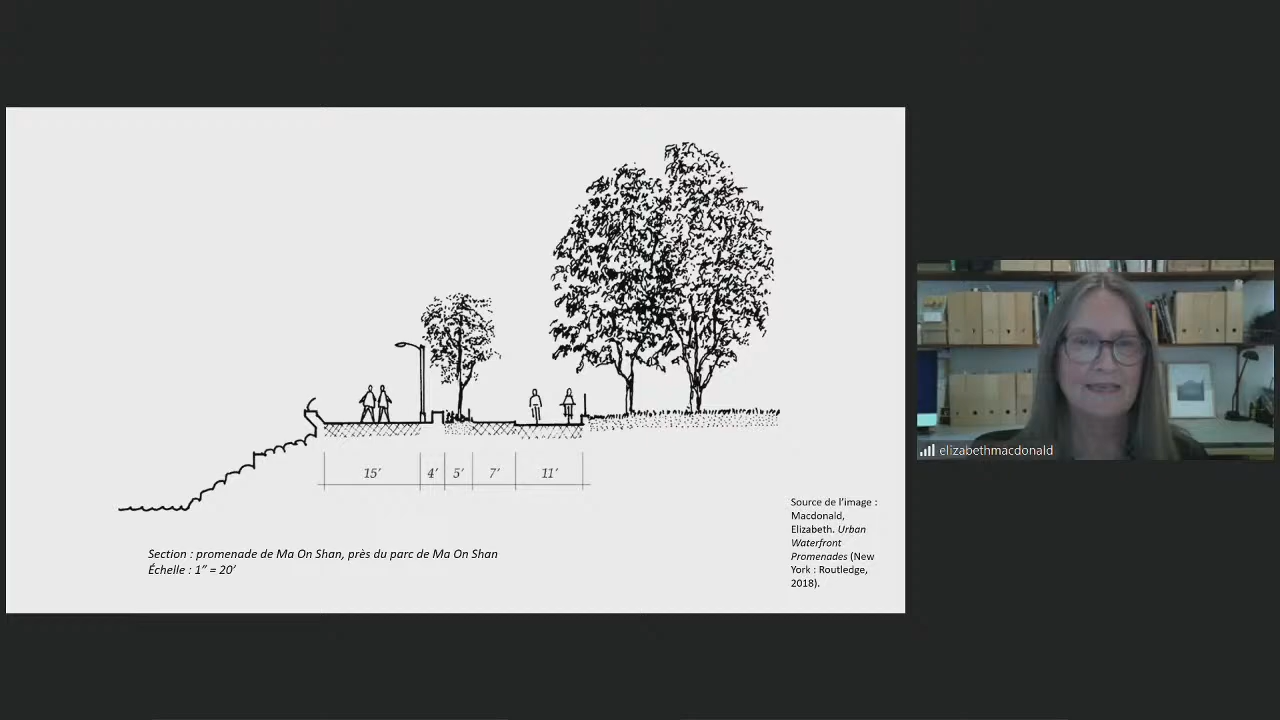 15′
4′
5′
7′
11′
Section : promenade de Ma On Shan, près du parc de Ma On Shan
Échelle : 1″ = 20′
Source de l’image :
Macdonald,
Elizabeth. Urban
Waterfront
Promenades (New
York : Routledge,
2018).
elizabethmacdonald